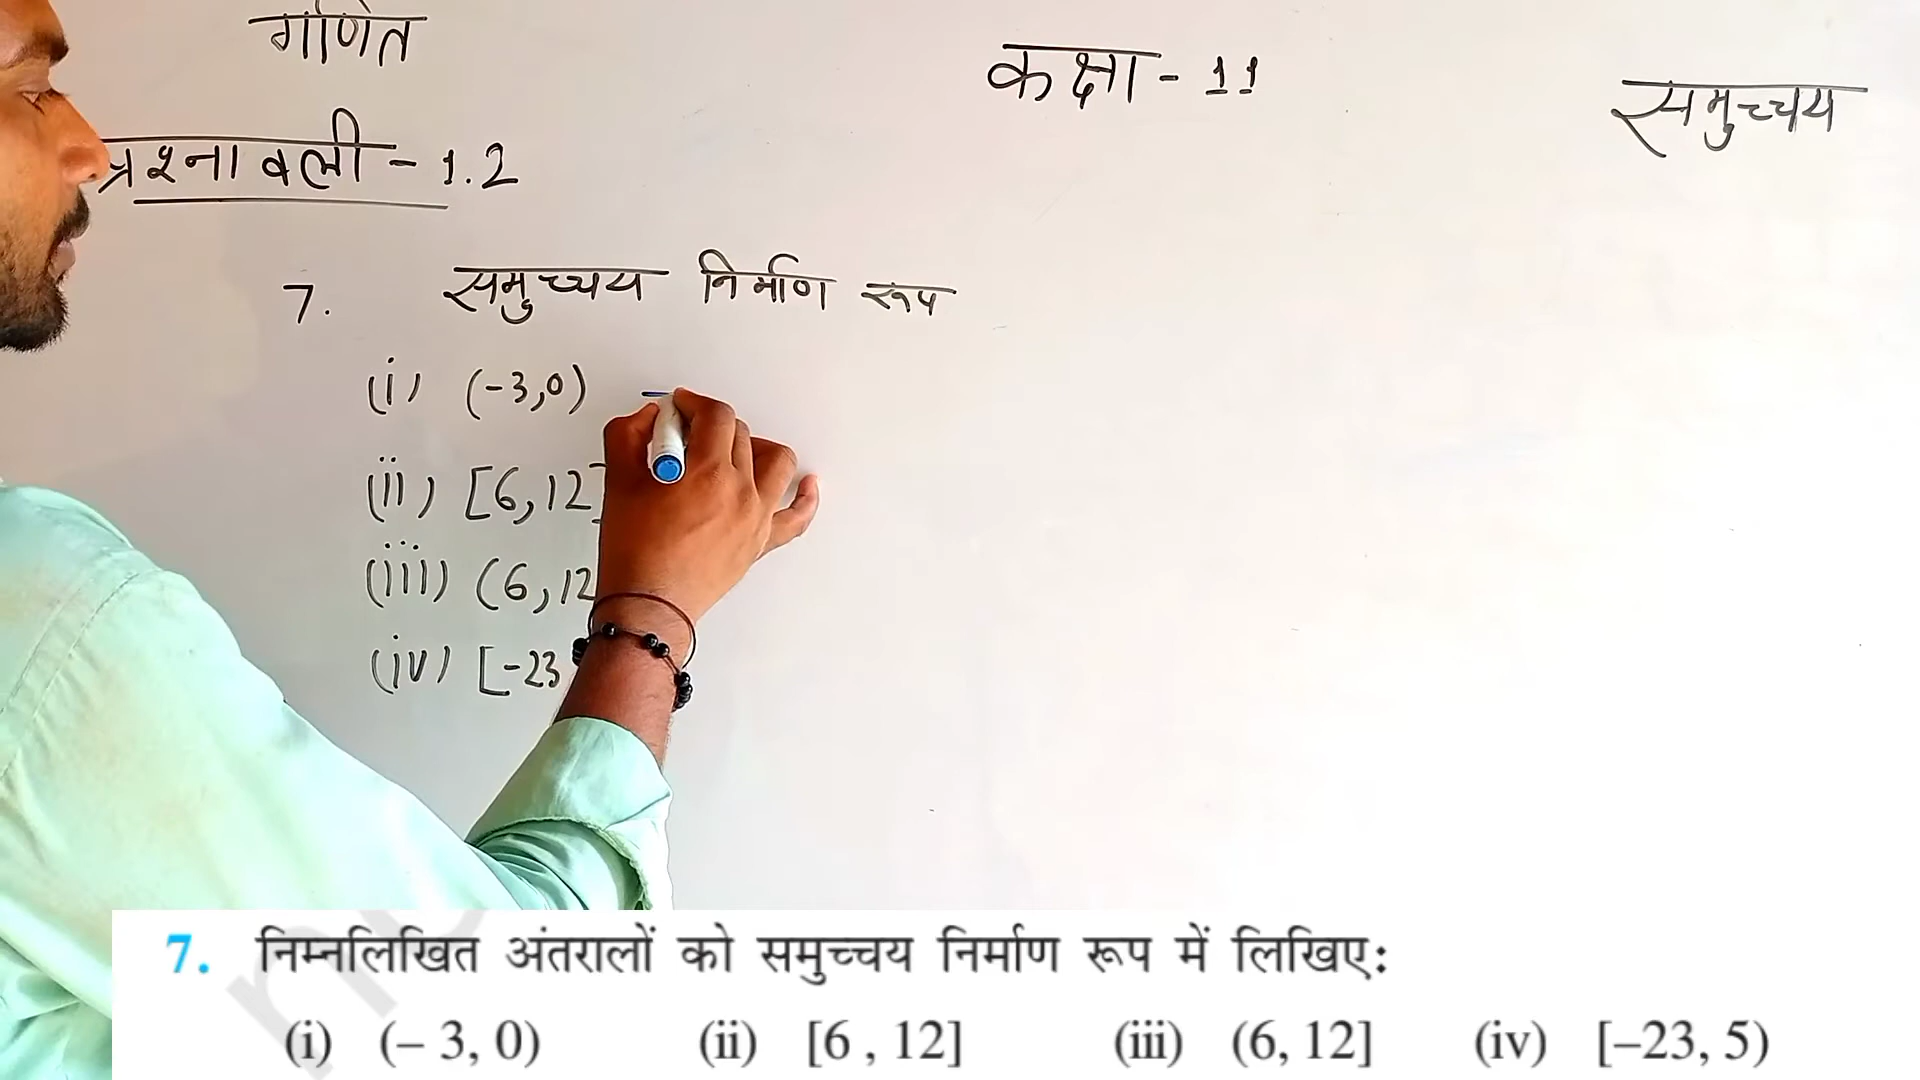 गणित
कक्षा - 11
समुच्चय
प्रश्नावली - 1.2
7. समुच्चय निर्माण रूप
(i) (-3,0)
(ii) [6,12]
(iii) (6,12
(iv) [-23
7. निम्नलिखित अंतरालों को समुच्चय निर्माण रूप में लिखिए:
(i) (– 3, 0) (ii) [6 , 12] (iii) (6, 12] (iv) [–23, 5)